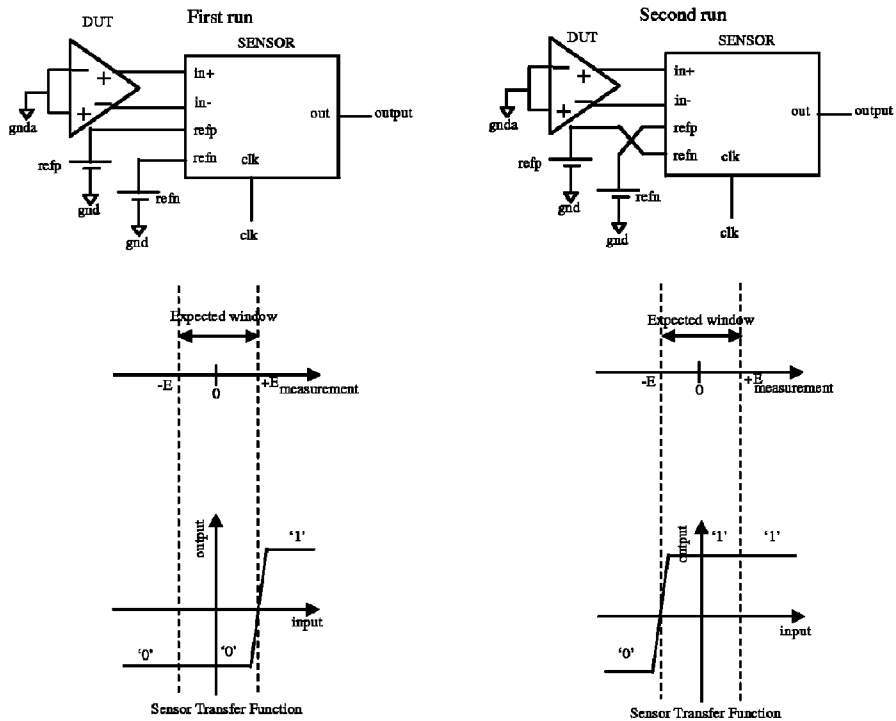 First run
DUT
SENSOR
in+
in-
refp
refn
out
output
clk
gnda
refp
gnd
refn
gnd
clk
Expected window
-E
0
+E
measurement
output
'1'
input
'0'
'0'
Sensor Transfer Function
Second run
DUT
SENSOR
in+
in-
refp
refn
out
output
clk
gnda
refp
gnd
refn
gnd
clk
Expected window
-E
0
+E
measurement
output
'1'
'1'
input
'0'
Sensor Transfer Function